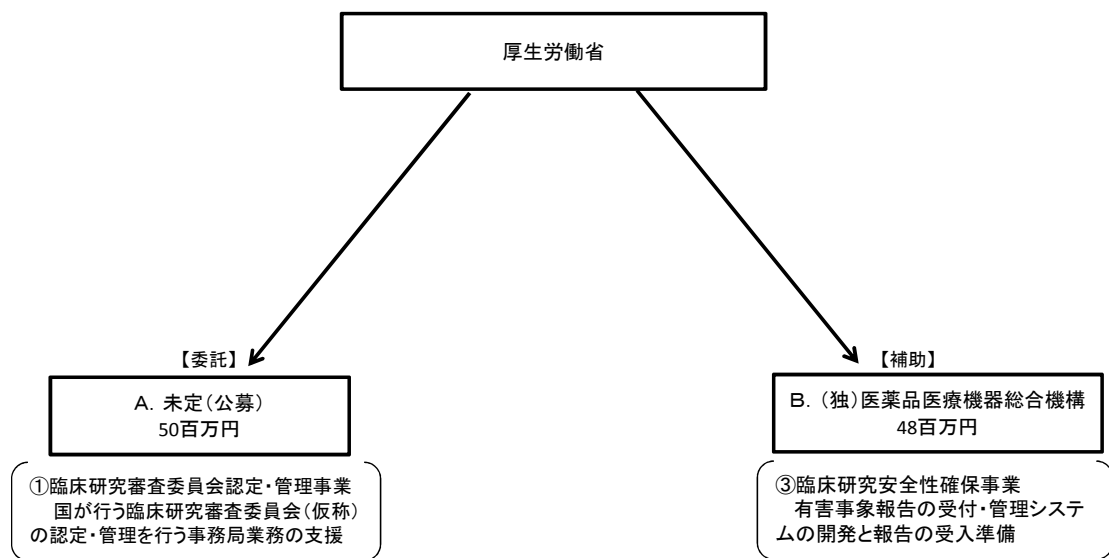 厚生労働省
【委託】
A. 未定(公募)
50百万円
①臨床研究審査委員会認定・管理事業
国が行う臨床研究審査委員会(仮称)
の認定・管理を行う事務局業務の支援
【補助】
B. (独)医薬品医療機器総合機構
48百万円
③臨床研究安全性確保事業
有害事象報告の受付・管理システ
ムの開発と報告の受入準備